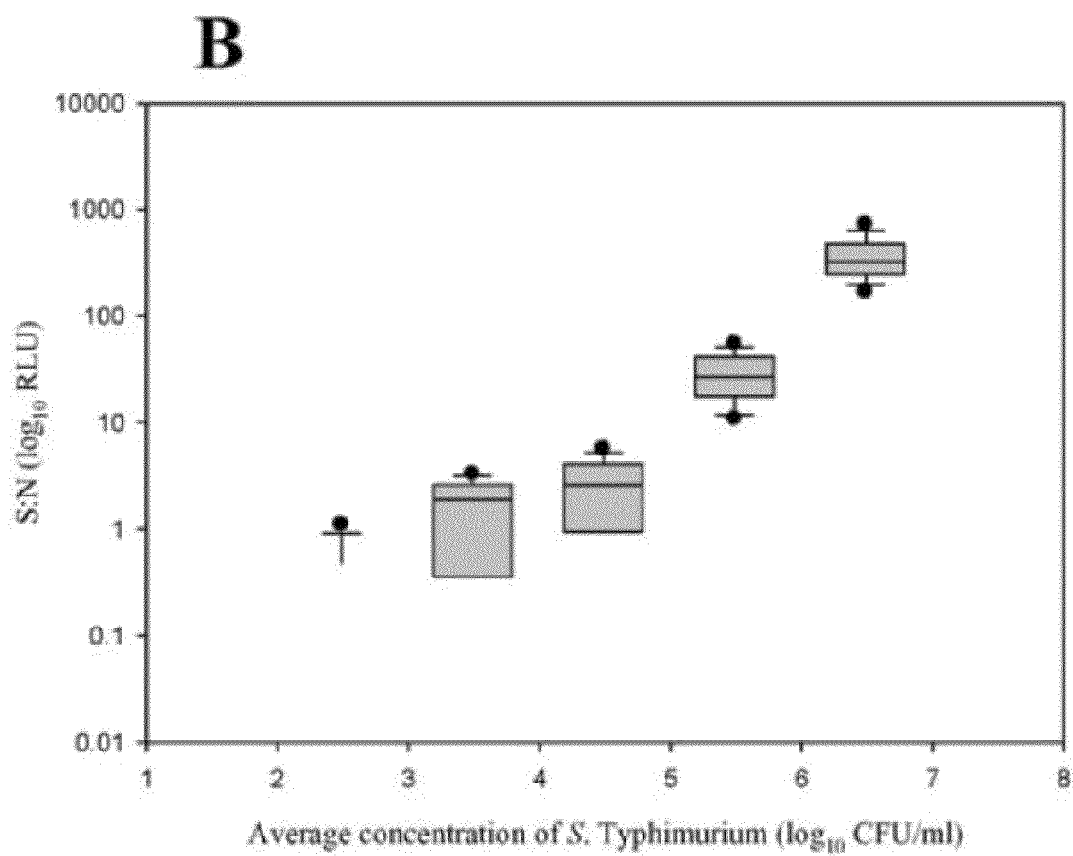 B
10000
1000
100
10
1
0.1
0.01
S:N (log10 RLU)
1 2 3 4 5 6 7 8
Average concentration of S. Typhimurium (log10 CFU/ml)